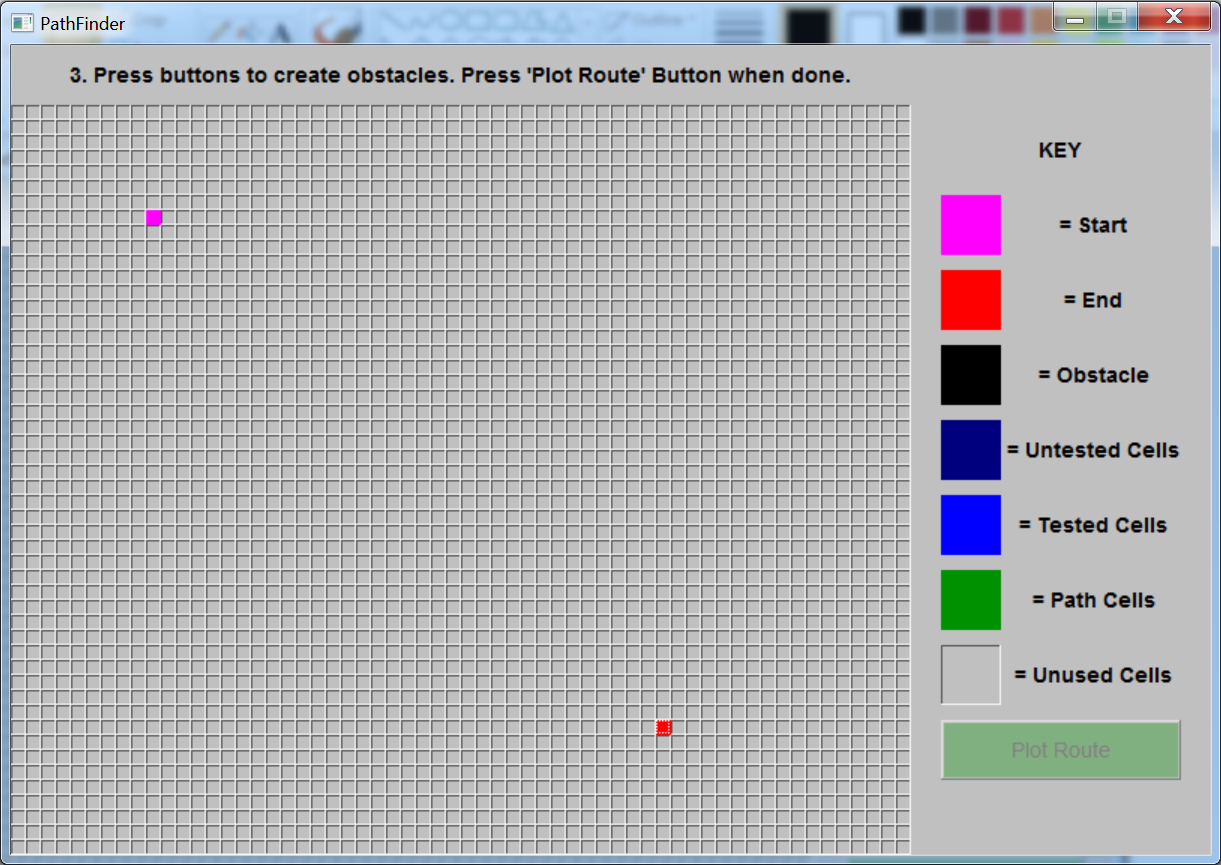 PathFinder
3. Press buttons to create obstacles. Press 'Plot Route' Button when done.
KEY
= Start
= End
= Obstacle
= Untested Cells
= Tested Cells
= Path Cells
= Unused Cells
Plot Route